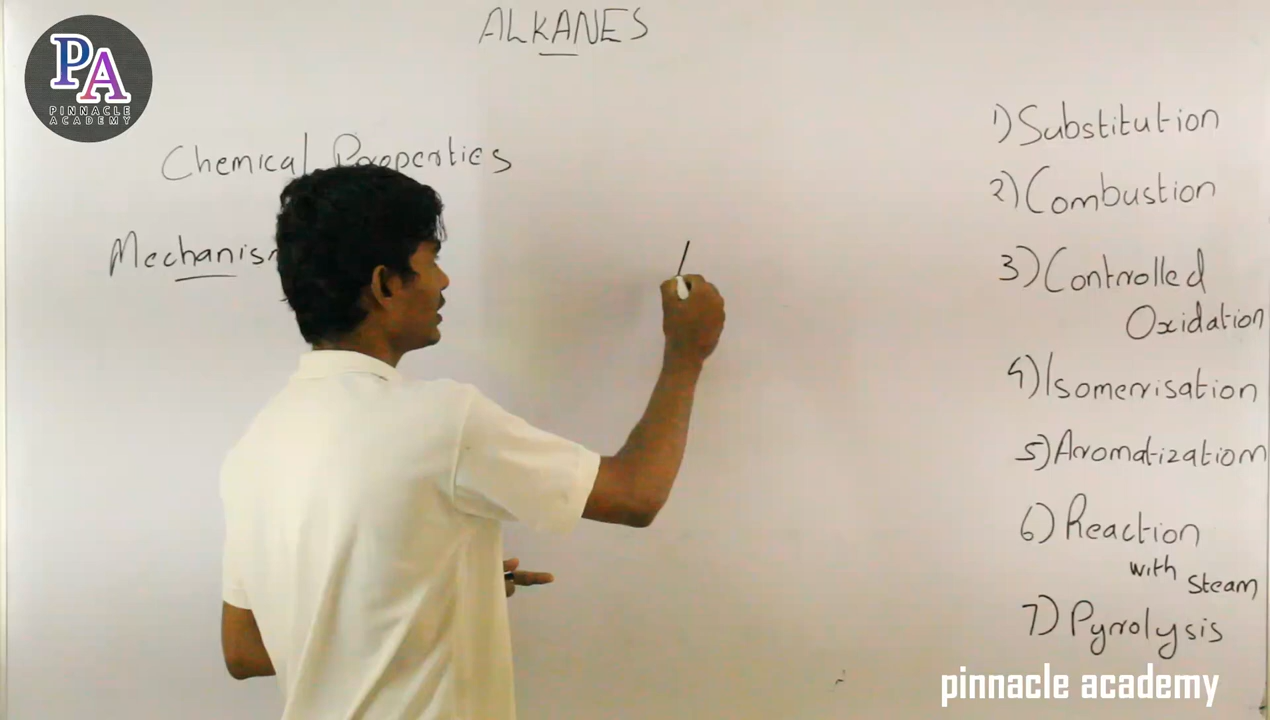 ALKANES
PA
PINNACLE
ACADEMY
Chemical Properties
Mechanism
1) Substitution
2) Combustion
3) Controlled
Oxidation
4) Isomerisation
5) Aromatization
6) Reaction
with steam
7) Pyrolysis
pinnacle academy